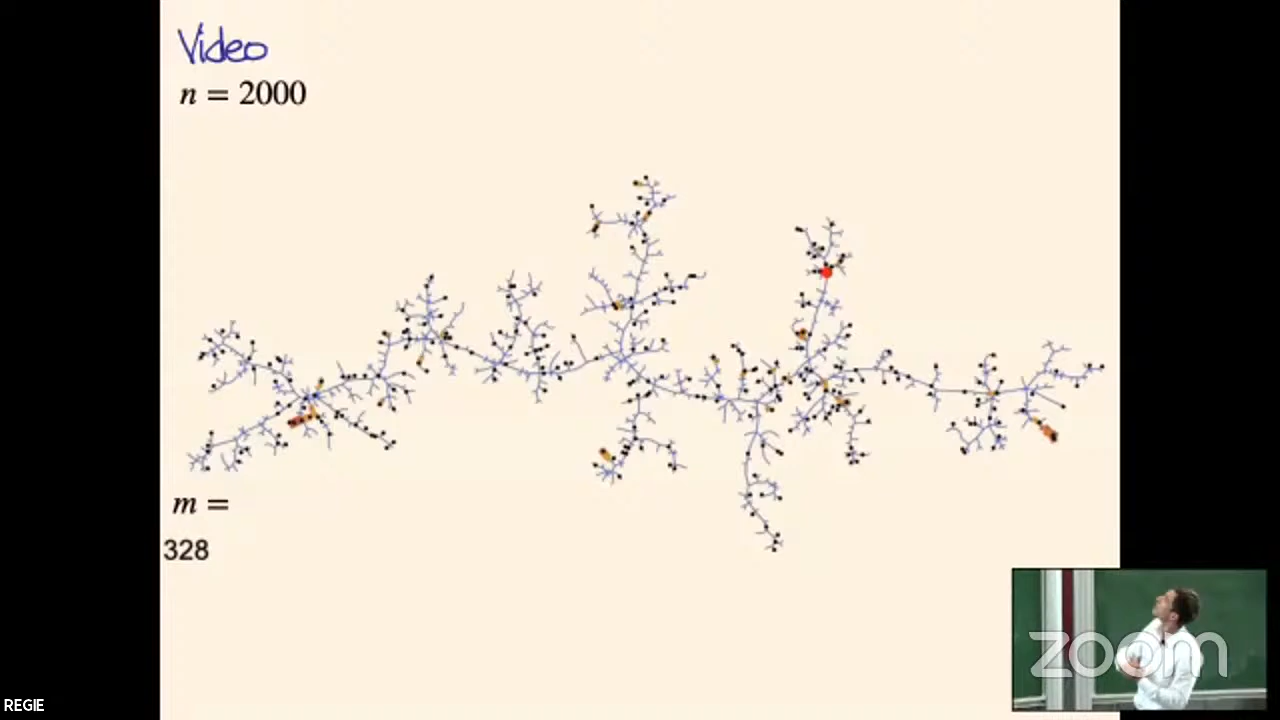 Video
n = 2000
m =
328
zoom
REGIE